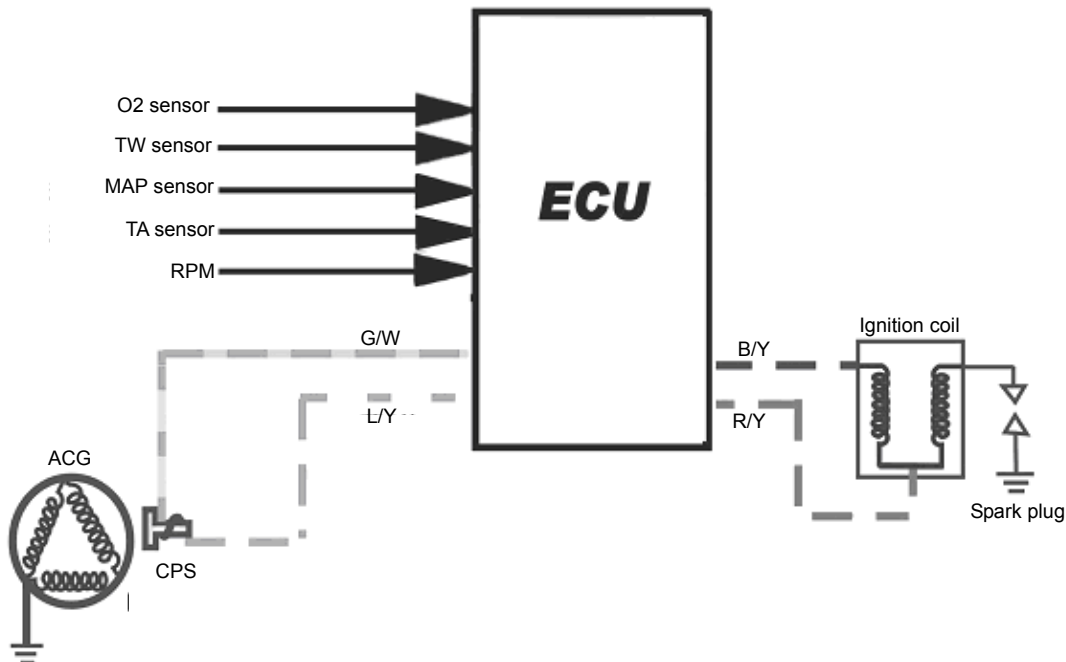 O2 sensor
TW sensor
MAP sensor
TA sensor
RPM
ECU
G/W
L/Y
B/Y
R/Y
Ignition coil
Spark plug
ACG
CPS